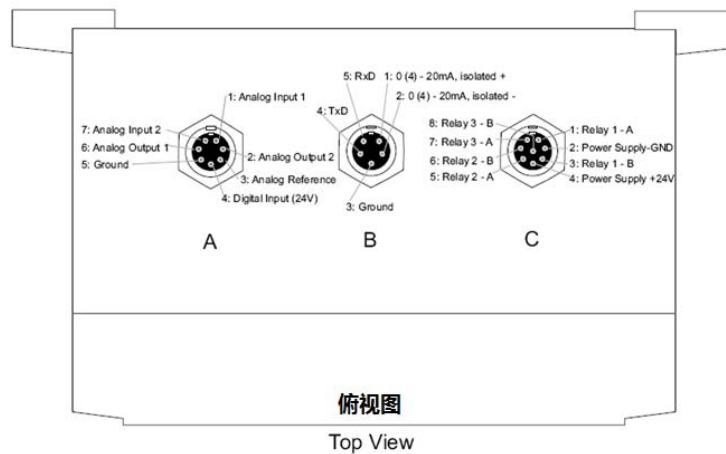 1: Analog Input 1
7: Analog Input 2
6: Analog Output 1
5: Ground
2: Analog Output 2
3: Analog Reference
4: Digital Input (24V)
A
5: RxD
1: 0 (4) - 20mA, isolated +
2: 0 (4) - 20mA, isolated -
4: TxD
3: Ground
B
8: Relay 3 - B
7: Relay 3 - A
6: Relay 2 - B
5: Relay 2 - A
1: Relay 1 - A
2: Power Supply-GND
3: Relay 1 - B
4: Power Supply +24V
C
俯视图
Top View